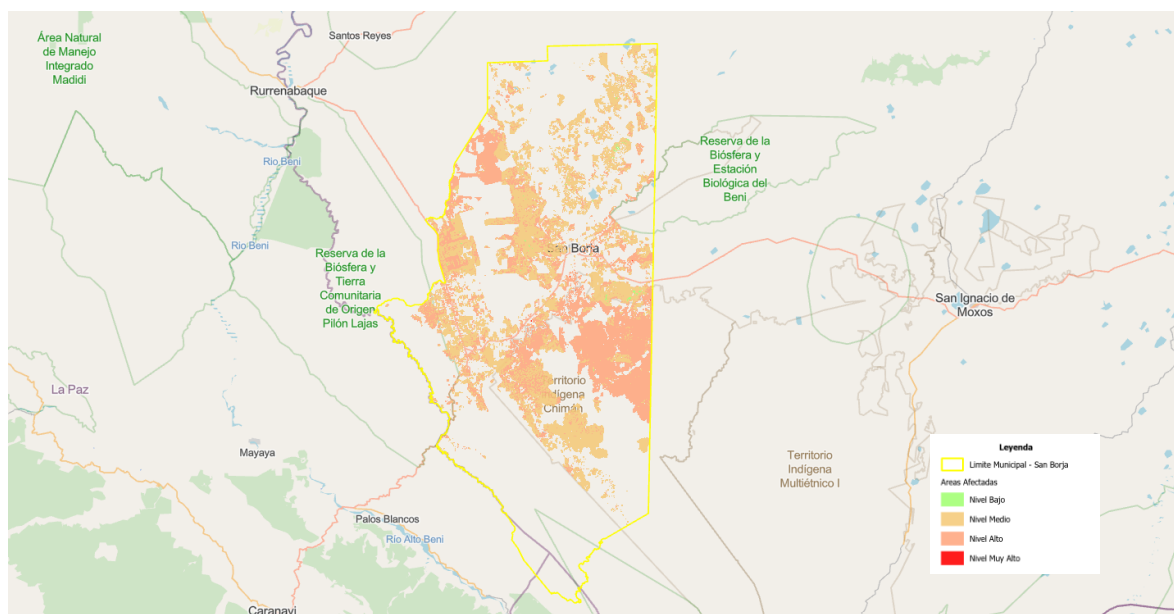 Área Natural
de Manejo
Integrado
Madidi
Santos Reyes
Rurrenabaque
Rio Beni
Reserva de la
Biósfera y
Estación
Biológica del
Beni
Rio Beni
San Borja
Reserva de la
Biósfera y
Tierra
Comunitaria
de Origen
Pilón Lajas
San Ignacio de
Moxos
La Paz
Territorio
Indígena
Chimán
Mayaya
Territorio
Indígena
Multiétnico I
Palos Blancos
Río Alto Beni
Caranavi
Leyenda
Limite Municipal - San Borja
Areas Afectadas
Nivel Bajo
Nivel Medio
Nivel Alto
Nivel Muy Alto